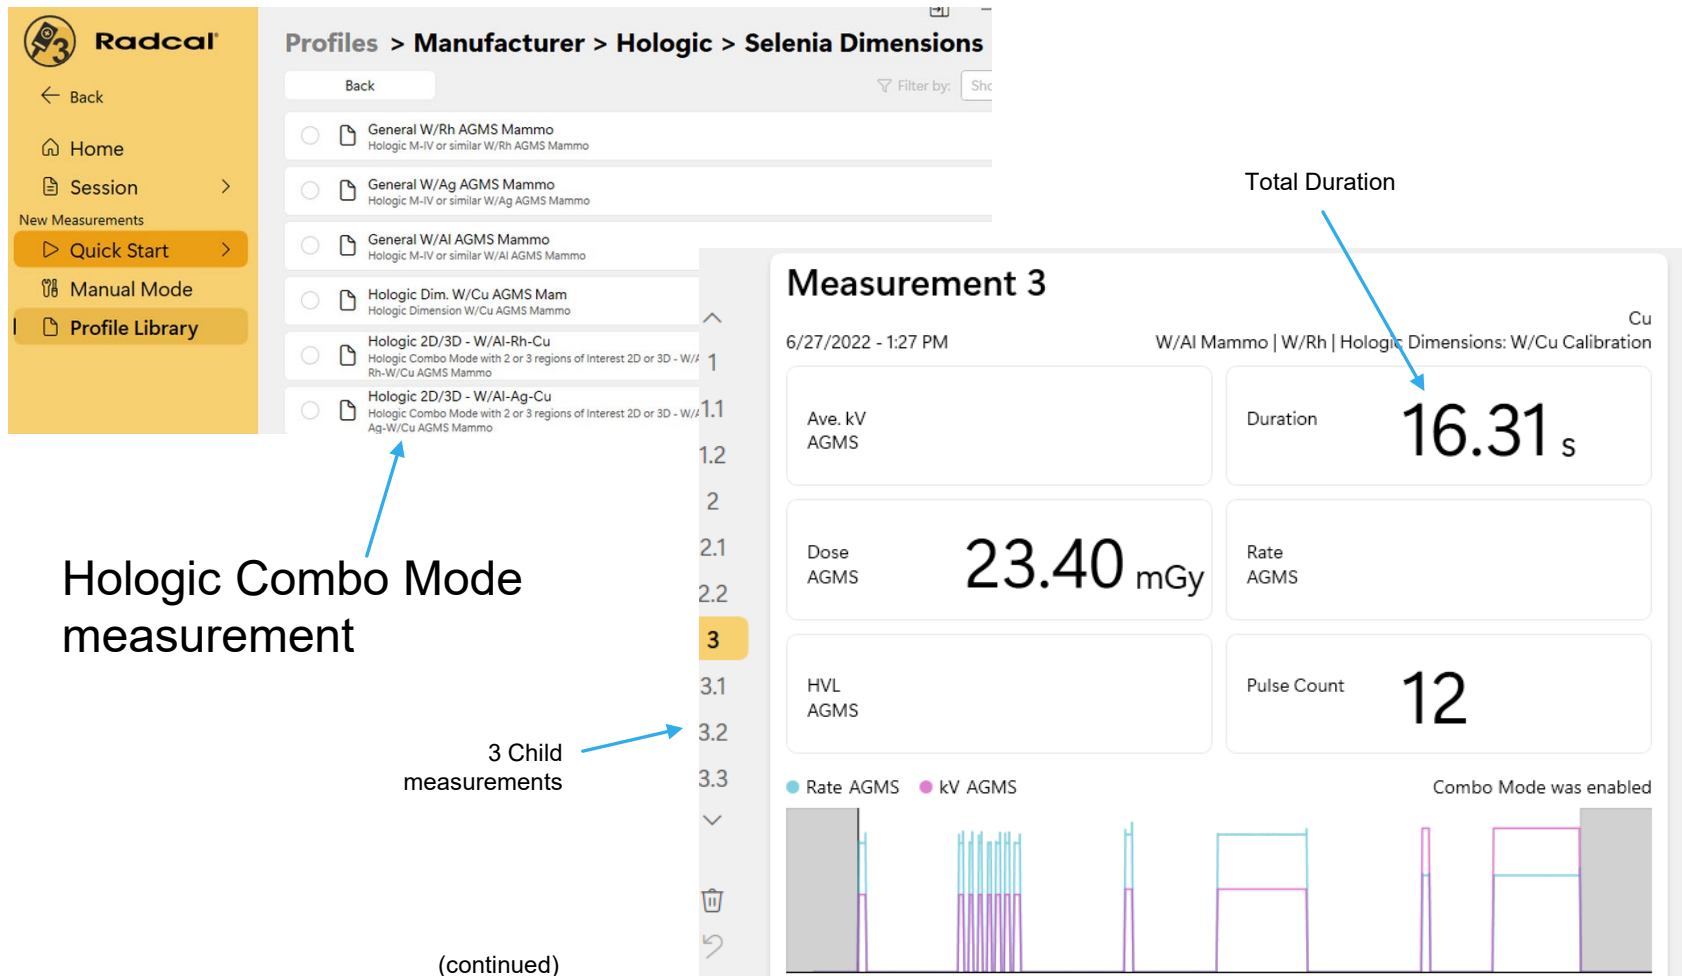 Radcal
Back
Home
Session
New Measurements
Quick Start
Manual Mode
Profile Library
Profiles > Manufacturer > Hologic > Selenia Dimensions
Back
Filter by:
General W/Rh AGMS Mammo
Hologic M-IV or similar W/Rh AGMS Mammo
General W/Ag AGMS Mammo
Hologic M-IV or similar W/Ag AGMS Mammo
General W/Al AGMS Mammo
Hologic M-IV or similar W/Al AGMS Mammo
Hologic Dim. W/Cu AGMS Mam
Hologic Dimension W/Cu AGMS Mammo
Hologic 2D/3D - W/Al-Rh-Cu
Hologic Combo Mode with 2 or 3 regions of Interest 2D or 3D - W/A
Rh-W/Cu AGMS Mammo
Hologic 2D/3D - W/Al-Ag-Cu
Hologic Combo Mode with 2 or 3 regions of Interest 2D or 3D - W/A
Ag-W/Cu AGMS Mammo
Hologic Combo Mode
measurement
3 Child
measurements
(continued)
Total Duration
1
1.1
1.2
2
2.1
2.2
3
3.1
3.2
3.3
Measurement 3
Cu
6/27/2022 - 1:27 PM
W/Al Mammo | W/Rh | Hologic Dimensions: W/Cu Calibration
Ave. kV
AGMS
Duration
16.31 s
Dose
AGMS
23.40 mGy
Rate
AGMS
HVL
AGMS
Pulse Count
12
Rate AGMS
kV AGMS
Combo Mode was enabled